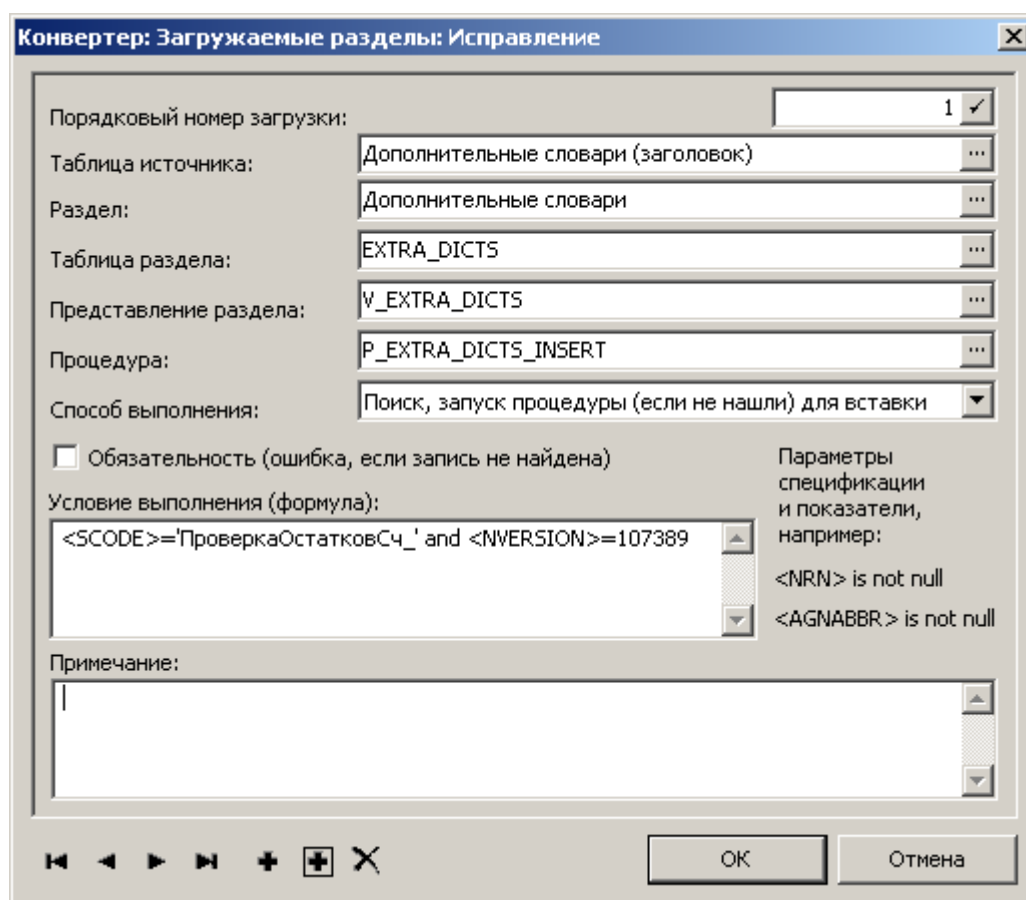 Конвертер: Загружаемые разделы: Исправление
Порядковый номер загрузки: 1
Таблица источника: Дополнительные словари (заголовок) ...
Раздел: Дополнительные словари ...
Таблица раздела: EXTRA_DICTS ...
Представление раздела: V_EXTRA_DICTS ...
Процедура: P_EXTRA_DICTS_INSERT ...
Способ выполнения: Поиск, запуск процедуры (если не нашли) для вставки
Обязательность (ошибка, если запись не найдена)
Условие выполнения (формула):
<SCODE>='ПроверкаОстатковСч_' and <NVERSION>=107389
Параметры
спецификации
и показатели,
например:
<NRN> is not null
<AGNABBR> is not null
Примечание:
ОК
Отмена